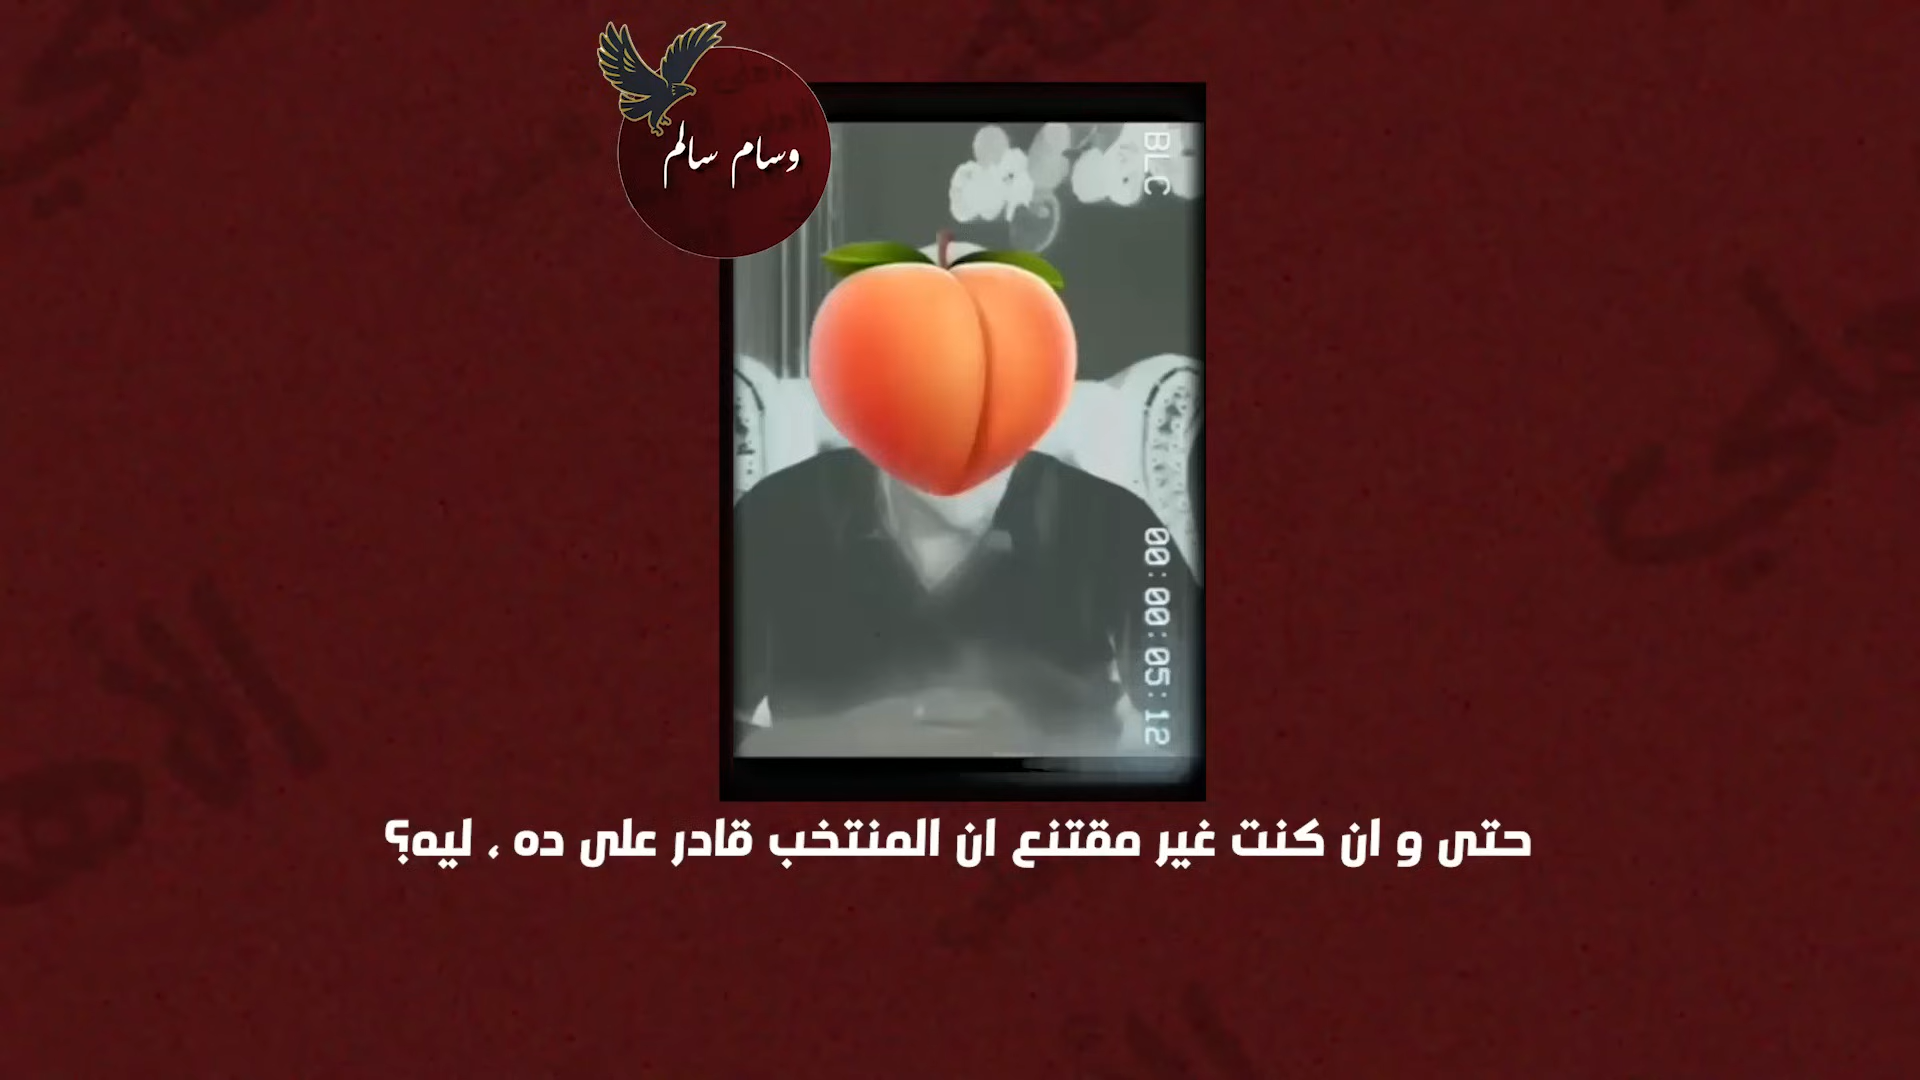 وسام سالم
BLC
00:00:05:12
حتى و ان كنت غير مقتنع ان المنتخب قادر على ده ، ليه؟